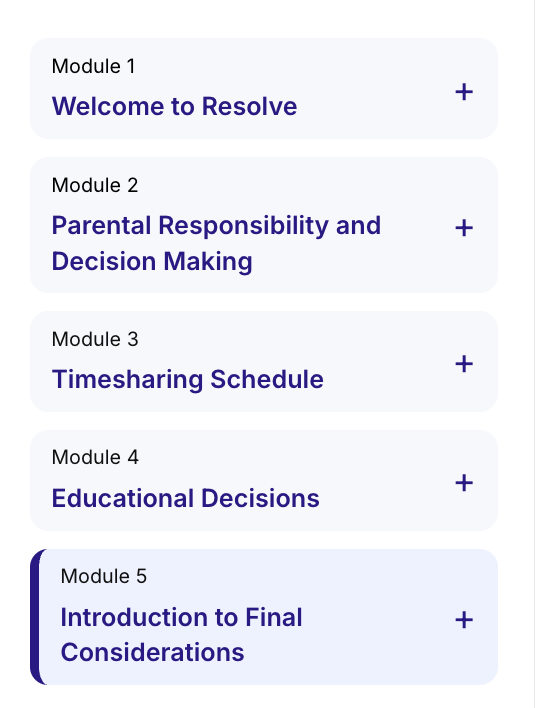 Module 1
Welcome to Resolve
+
Module 2
Parental Responsibility and
Decision Making
+
Module 3
Timesharing Schedule
+
Module 4
Educational Decisions
+
Module 5
Introduction to Final
Considerations
+